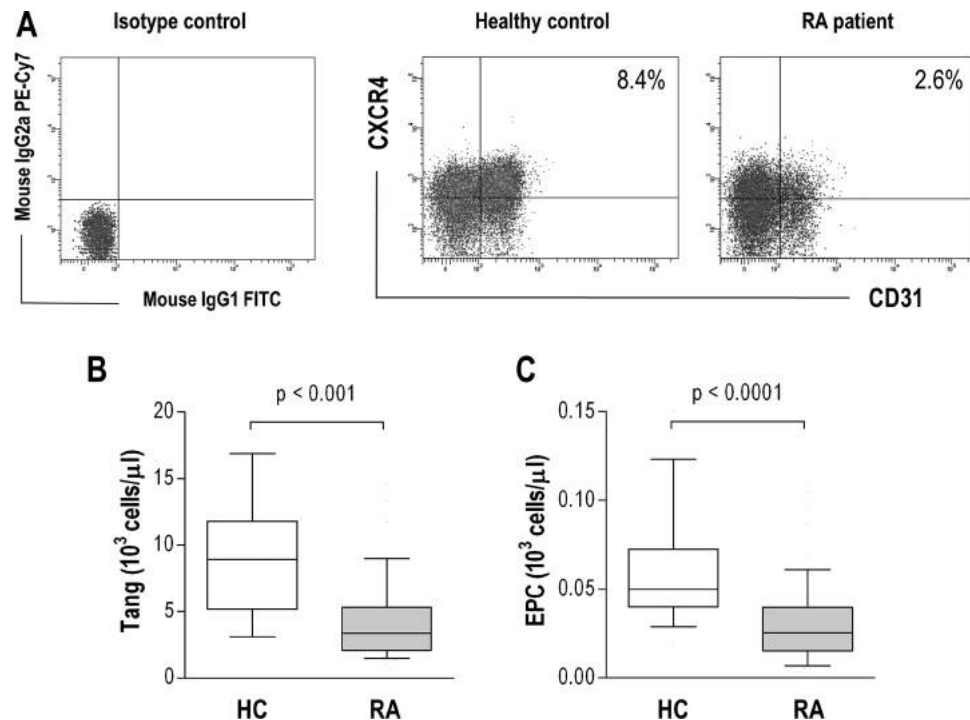 A
Isotype control
Healthy control
RA patient
Mouse IgG2a PE-Cy7
Mouse IgG1 FITC
CXCR4
8.4%
2.6%
CD31
B
p < 0.001
Tang (10³ cells/μl)
20
15
10
5
0
HC
RA
C
p < 0.0001
EPC (10³ cells/μl)
0.15
0.10
0.05
0.00
HC
RA